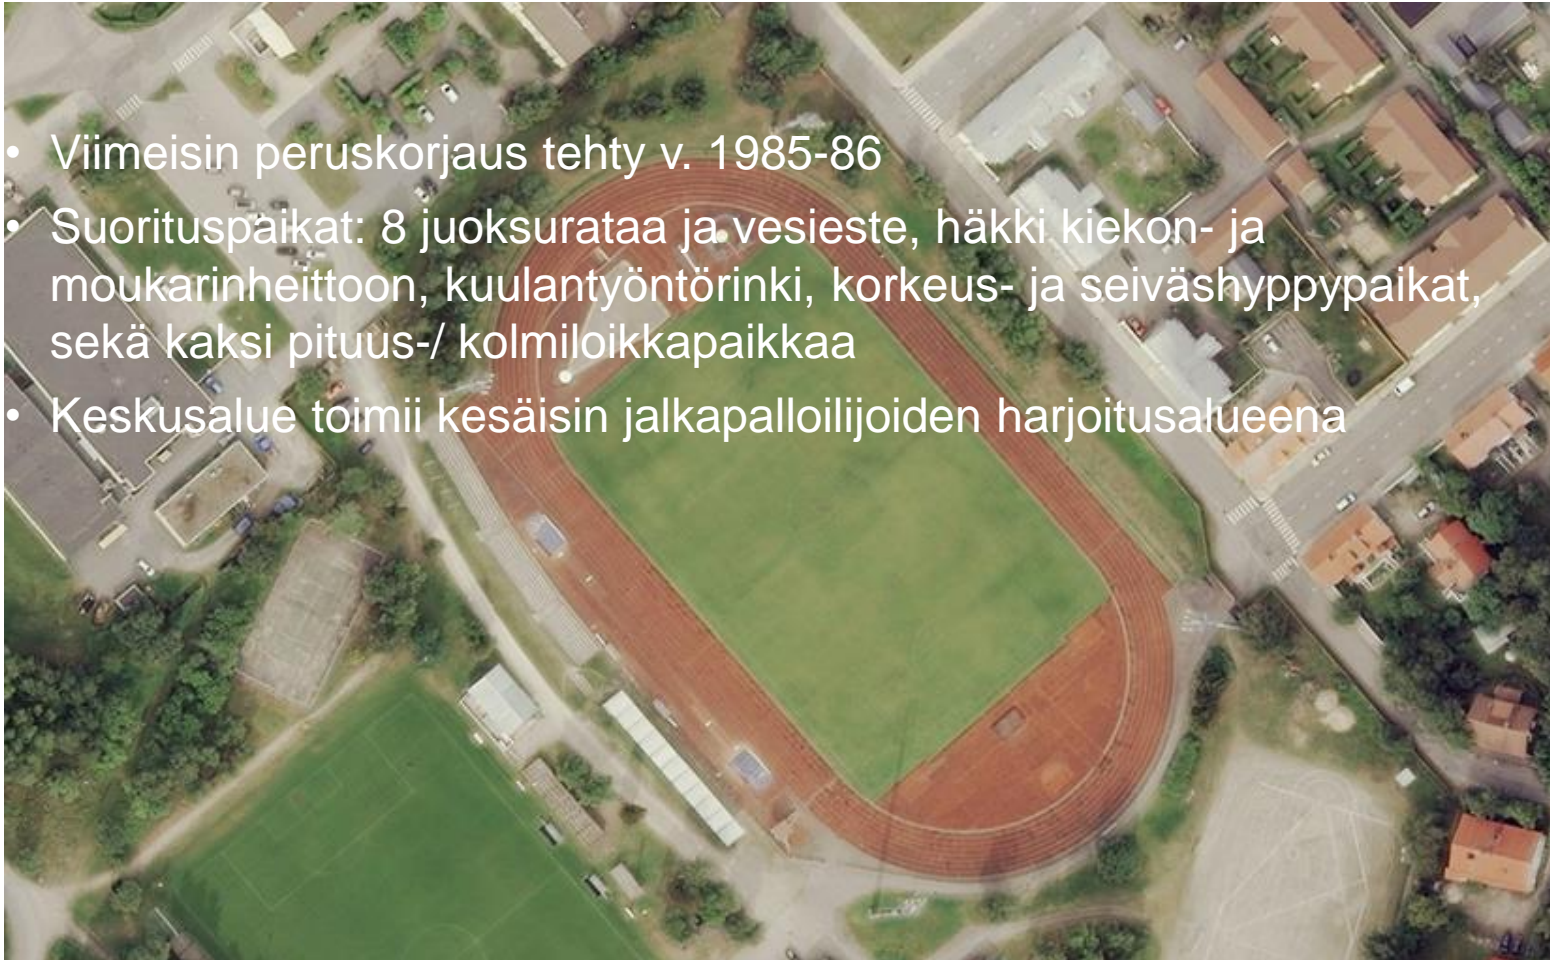 • Viimeisin peruskorjaus tehty v. 1985-86
• Suorituspaikat: 8 juoksurataa ja vesieste, häkki kiekon- ja
moukarinheittoon, kuulantyöntörinki, korkeus- ja seiväshyppypaikat,
sekä kaksi pituus-/ kolmiloikkapaikkaa
• Keskusalue toimii kesäisin jalkapalloilijoiden harjoitusalueena